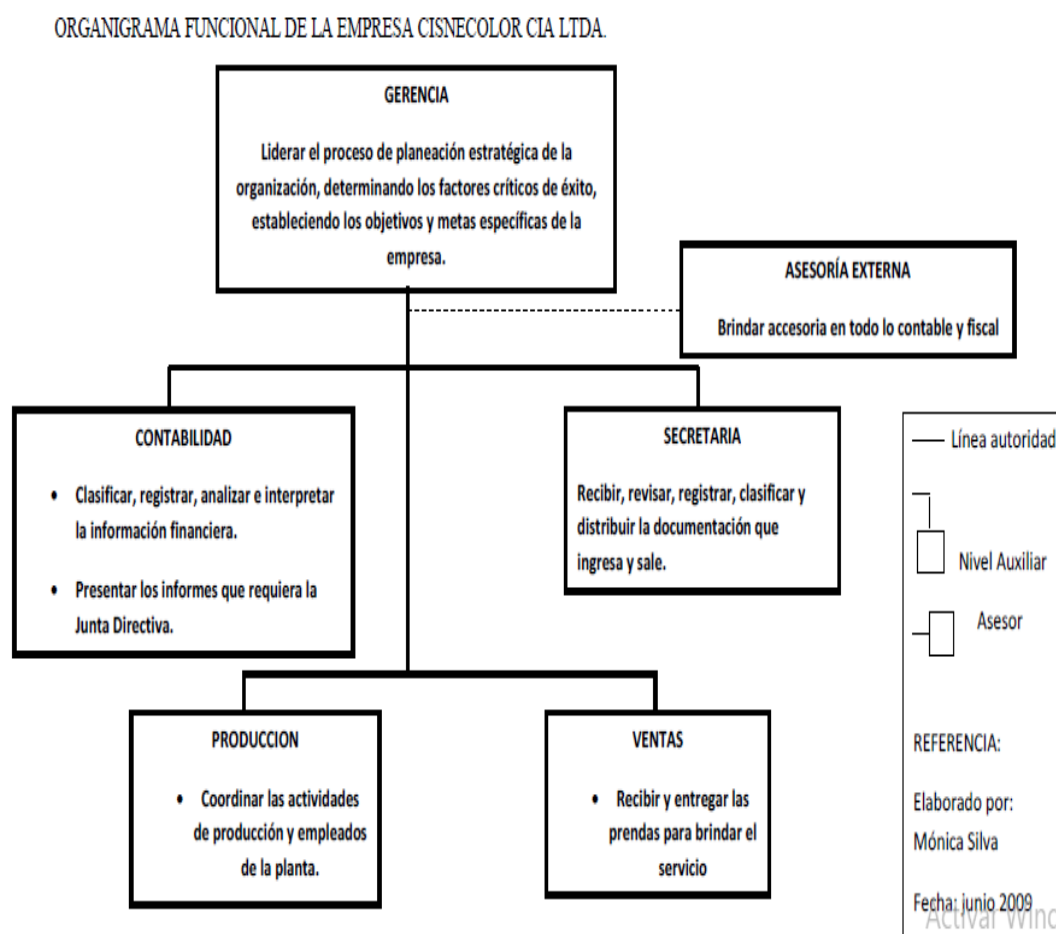 ORGANIGRAMA FUNCIONAL DE LA EMPRESA CISNECOLOR CIA LTDA.
GERENCIA
Liderar el proceso de planeación estratégica de la
organización, determinando los factores críticos de éxito,
estableciendo los objetivos y metas específicas de la
empresa.
ASESORÍA EXTERNA
Brindar accesoria en todo lo contable y fiscal
CONTABILIDAD
• Clasificar, registrar, analizar e interpretar
la información financiera.
• Presentar los informes que requiera la
Junta Directiva.
SECRETARIA
Recibir, revisar, registrar, clasificar y
distribuir la documentación que
ingresa y sale.
PRODUCCION
• Coordinar las actividades
de producción y empleados
de la planta.
VENTAS
• Recibir y entregar las
prendas para brindar el
servicio
Línea autoridad
Nivel Auxiliar
Asesor
REFERENCIA:
Elaborado por:
Mónica Silva
Fecha: junio 2009
Activar Wind